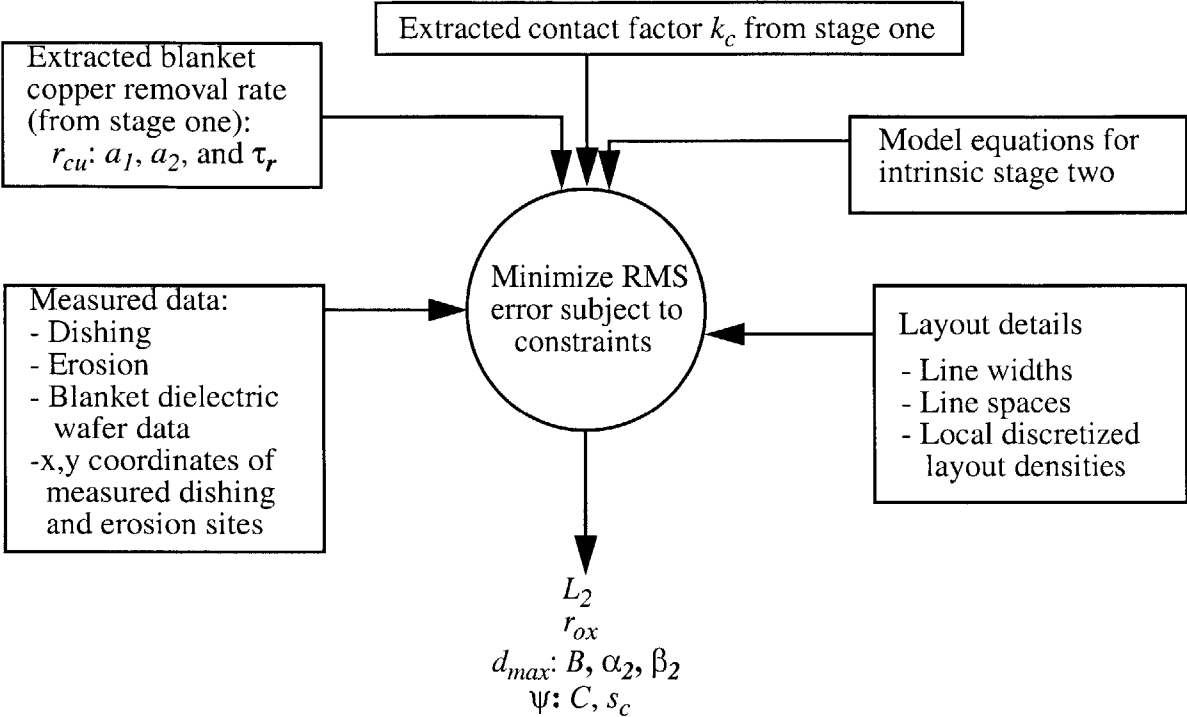 Extracted contact factor k_c from stage one
Extracted blanket
copper removal rate
(from stage one):
r_cu: a_1, a_2, and τ_r
Model equations for
intrinsic stage two
Minimize RMS
error subject to
constraints
Measured data:
- Dishing
- Erosion
- Blanket dielectric
wafer data
-x,y coordinates of
measured dishing
and erosion sites
Layout details
- Line widths
- Line spaces
- Local discretized
layout densities
L_2
r_ox
d_max: B, α_2, β_2
ψ: C, s_c